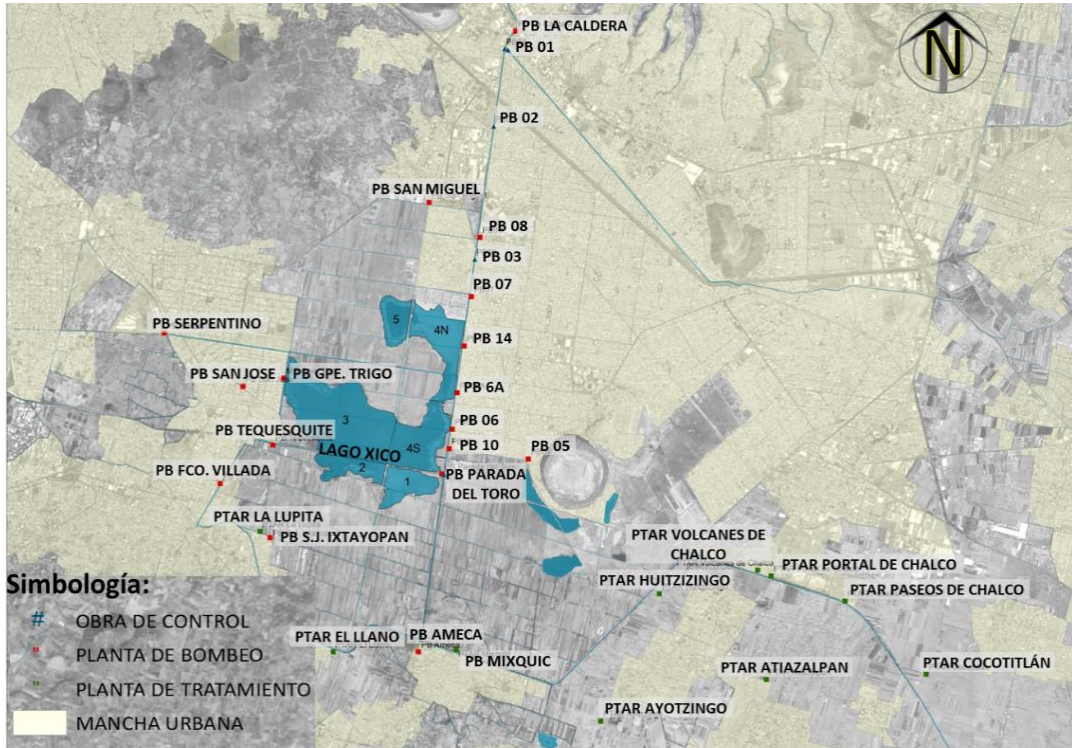 PB LA CALDERA
PB 01
N
PB 02
PB SAN MIGUEL
PB 08
PB 03
PB 07
5
4N
PB SERPENTINO
PB 14
PB SAN JOSE
PB GPE. TRIGO
PB 6A
3
PB 06
PB TEQUESQUITE
4S
PB 10
LAGO XICO
PB 05
2
PB FCO. VILLADA
1
PB PARADA
DEL TORO
PTAR LA LUPITA
PB S.J. IXTAYOPAN
PTAR VOLCANES DE
CHALCO
PTAR PORTAL DE CHALCO
PTAR HUITZIZINGO
PTAR PASEOS DE CHALCO
PTAR EL LLANO
PB AMECA
PB MIXQUIC
PTAR ATIAZALPAN
PTAR COCOTITLÁN
PTAR AYOTZINGO
Simbología:
# OBRA DE CONTROL
" PLANTA DE BOMBEO
" PLANTA DE TRATAMIENTO
MANCHA URBANA